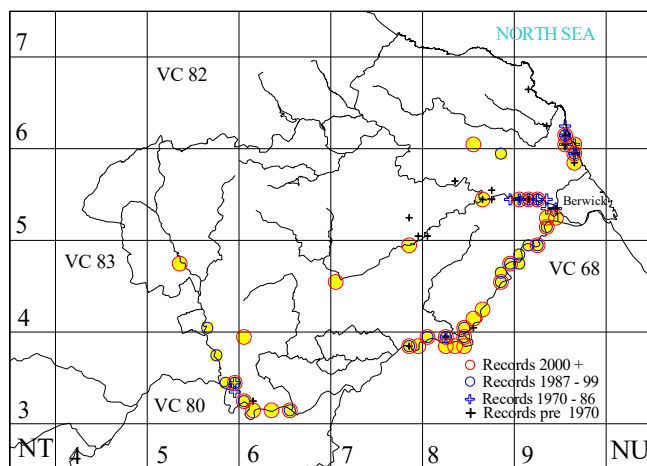 7
NORTH SEA
VC 82
6
Berwick
5
VC 83
VC 68
4
Records 2000 +
Records 1987 - 99
VC 80
Records 1970 - 86
Records pre 1970
3
NT 4 5 6 7 8 9 NU